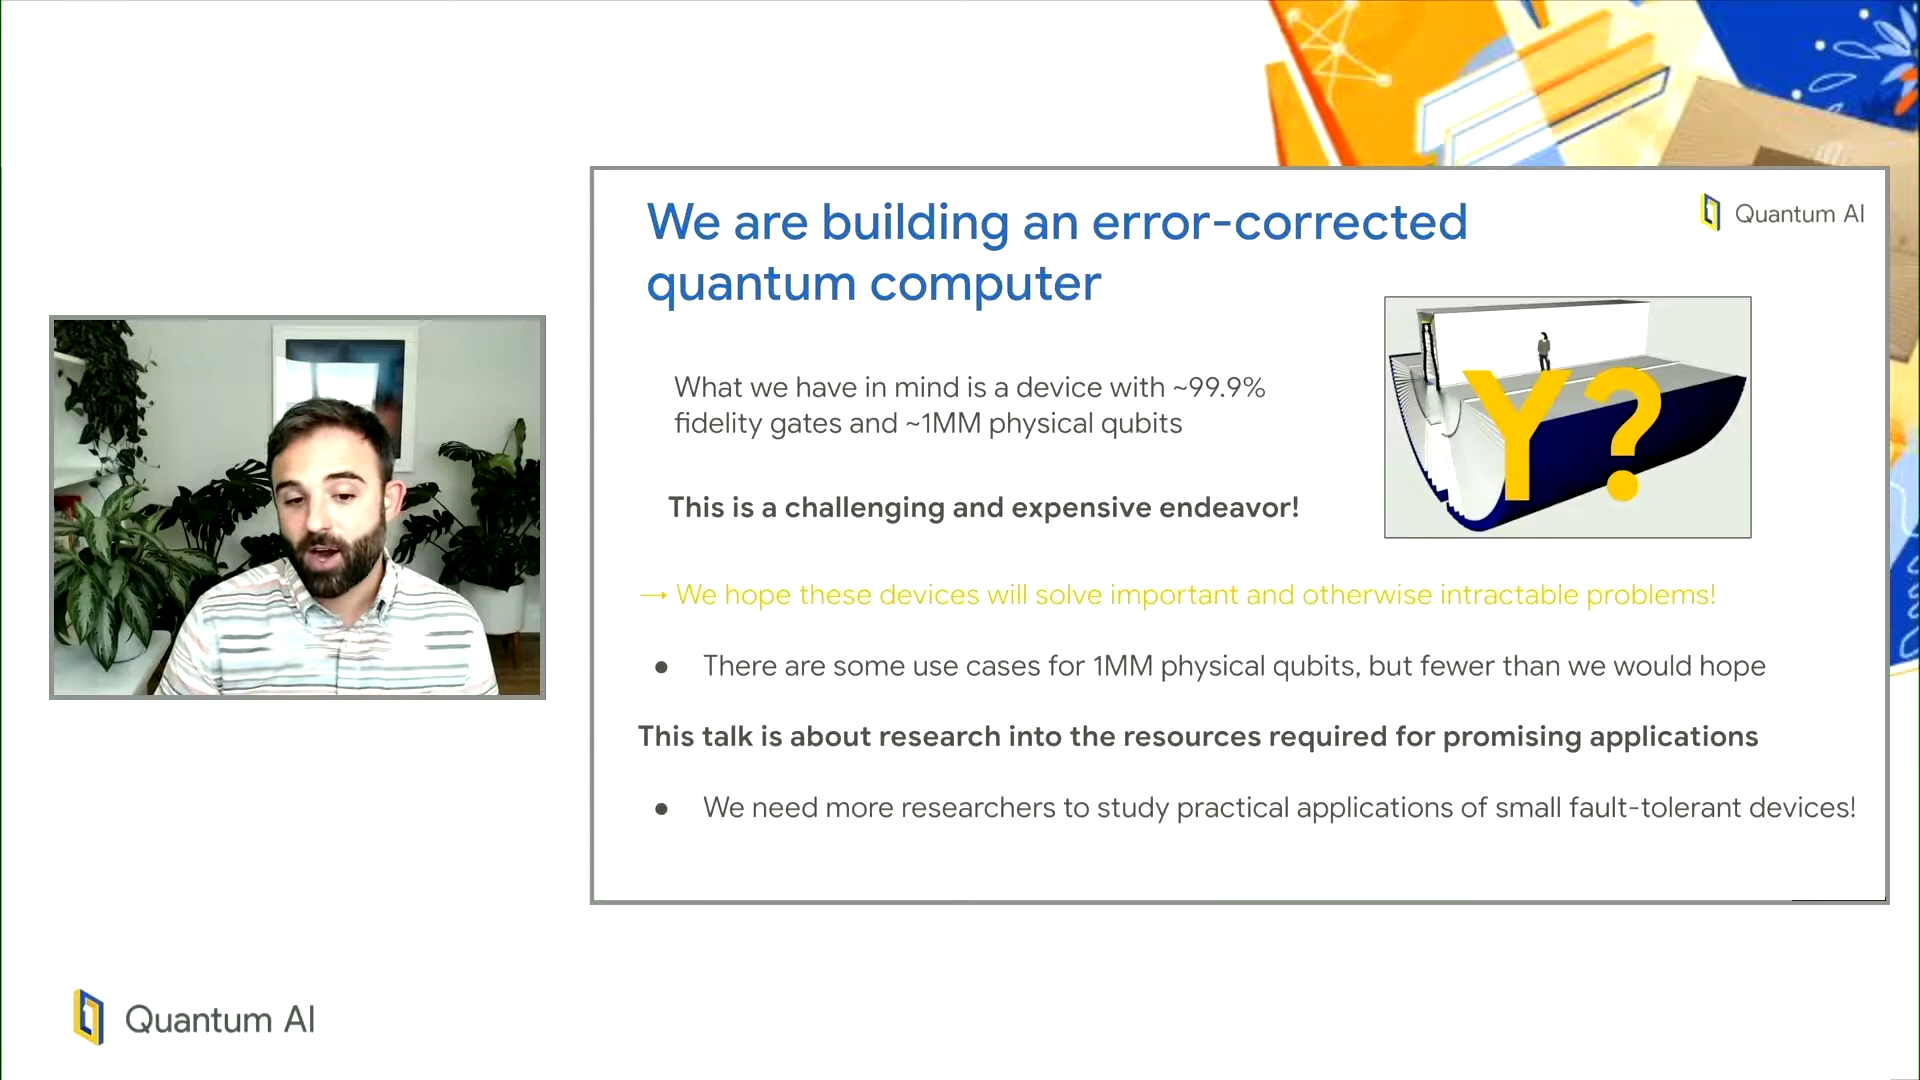 We are building an error-corrected
quantum computer
Quantum AI
What we have in mind is a device with ~99.9%
fidelity gates and ~1MM physical qubits
Y?
This is a challenging and expensive endeavor!
→ We hope these devices will solve important and otherwise intractable problems!
● There are some use cases for 1MM physical qubits, but fewer than we would hope
This talk is about research into the resources required for promising applications
● We need more researchers to study practical applications of small fault-tolerant devices!
Quantum AI